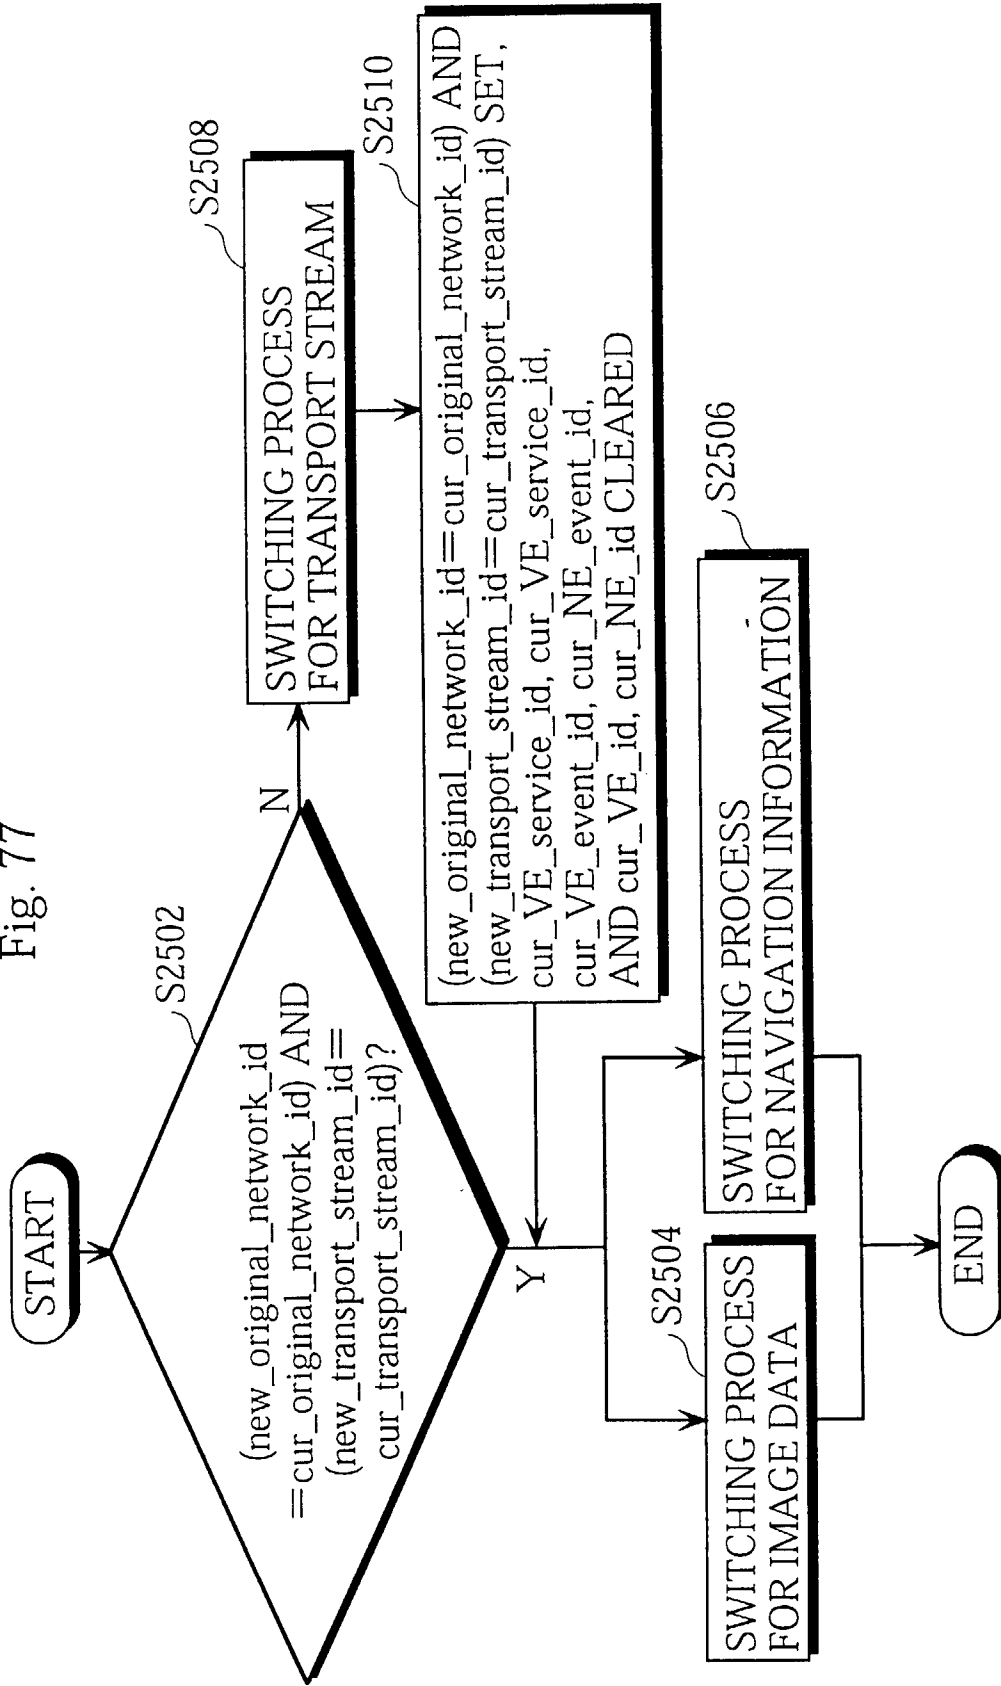 Fig. 77
START
S2502
(new_original_network_id
=cur_original_network_id) AND
(new_transport_stream_id=
cur_transport_stream_id)?
N
Y
S2508
SWITCHING PROCESS
FOR TRANSPORT STREAM
S2510
(new_original_network_id=cur_original_network_id) AND
(new_transport_stream_id=cur_transport_stream_id) SET,
cur_VE_service_id, cur_VE_service_id,
cur_VE_event_id, cur_NE_event_id,
AND cur_VE_id, cur_NE_id CLEARED
S2504
SWITCHING PROCESS
FOR IMAGE DATA
S2506
SWITCHING PROCESS
FOR NAVIGATION INFORMATION
END